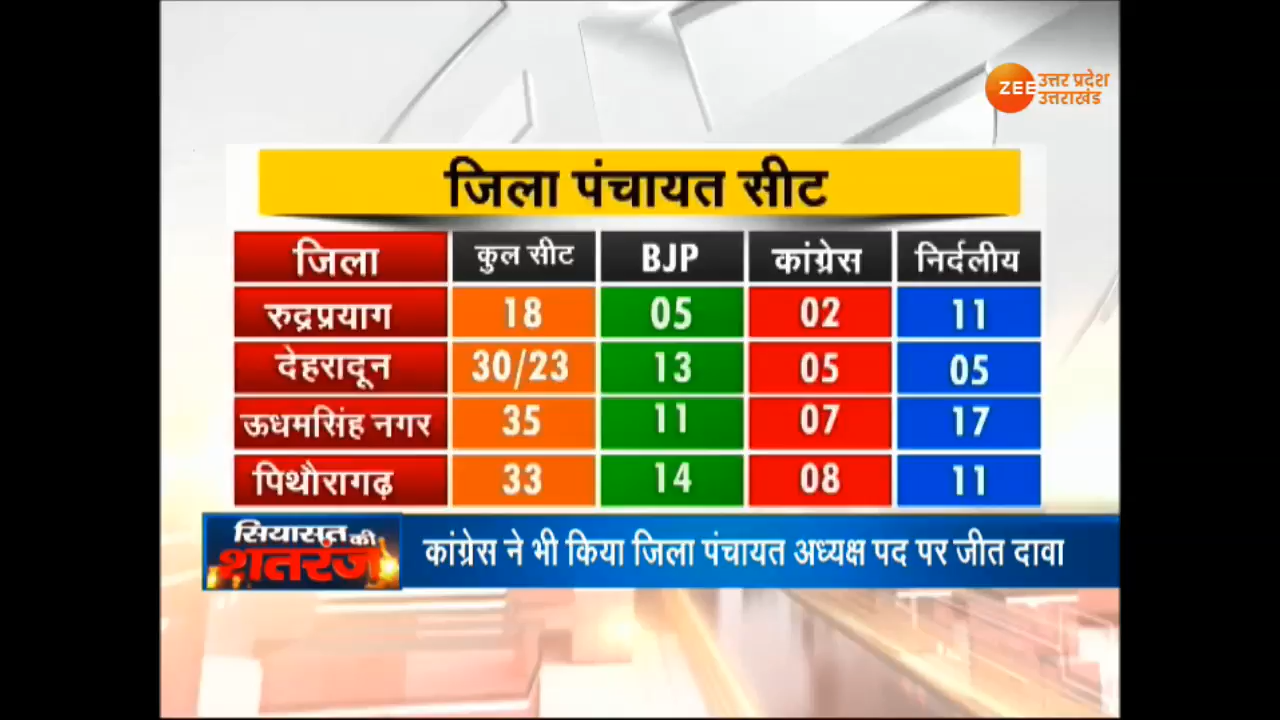 ZEE उत्तर प्रदेश
उत्तराखंड
जिला पंचायत सीट
जिला कुल सीट BJP कांग्रेस निर्दलीय
रुद्रप्रयाग 18 05 02 11
देहरादून 30/23 13 05 05
ऊधमसिंह नगर 35 11 07 17
पिथौरागढ़ 33 14 08 11
सियासत की
शतरंज
कांग्रेस ने भी किया जिला पंचायत अध्यक्ष पद पर जीत दावा